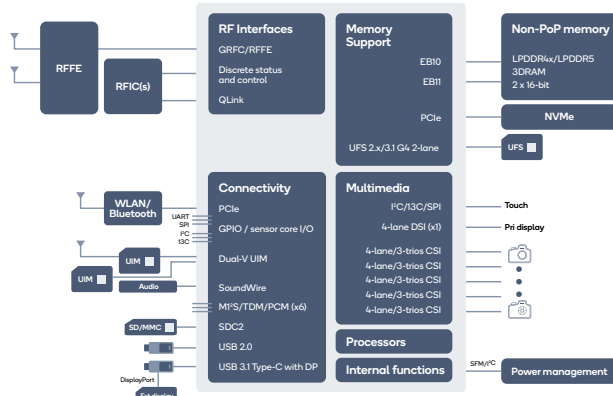 RFFE
RFIC(s)
RF Interfaces
GRFC/RFFE
Discrete status
and control
QLink
Memory
Support
EB10
EB11
PCIe
UFS 2.x/3.1 G4 2-lane
Non-PoP memory
LPDDR4x/LPDDR5
3DRAM
2 x 16-bit
NVMe
UFS
WLAN/
Bluetooth
UART
SPI
I²C
I3C
UIM
UIM
Audio
SD/MMC
DisplayPort
Ext display
Connectivity
PCIe
GPIO / sensor core I/O
Dual-V UIM
SoundWire
MI²S/TDM/PCM (x6)
SDC2
USB 2.0
USB 3.1 Type-C with DP
Multimedia
I²C/I3C/SPI
4-lane DSI (x1)
4-lane/3-trios CSI
4-lane/3-trios CSI
4-lane/3-trios CSI
4-lane/3-trios CSI
4-lane/3-trios CSI
Processors
Internal functions
Touch
Pri display
SFM/I²C
Power management